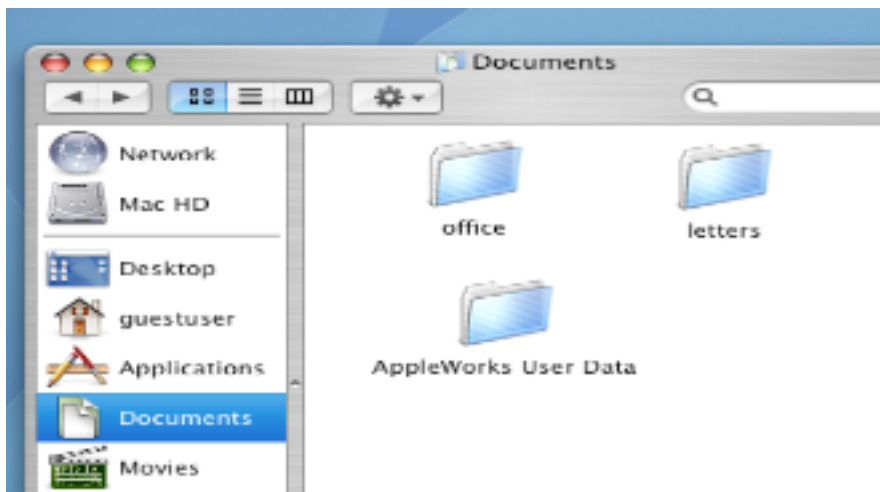 Documents
Network
Mac HD
Desktop
guestuser
Applications
Documents
Movies
office
letters
AppleWorks User Data